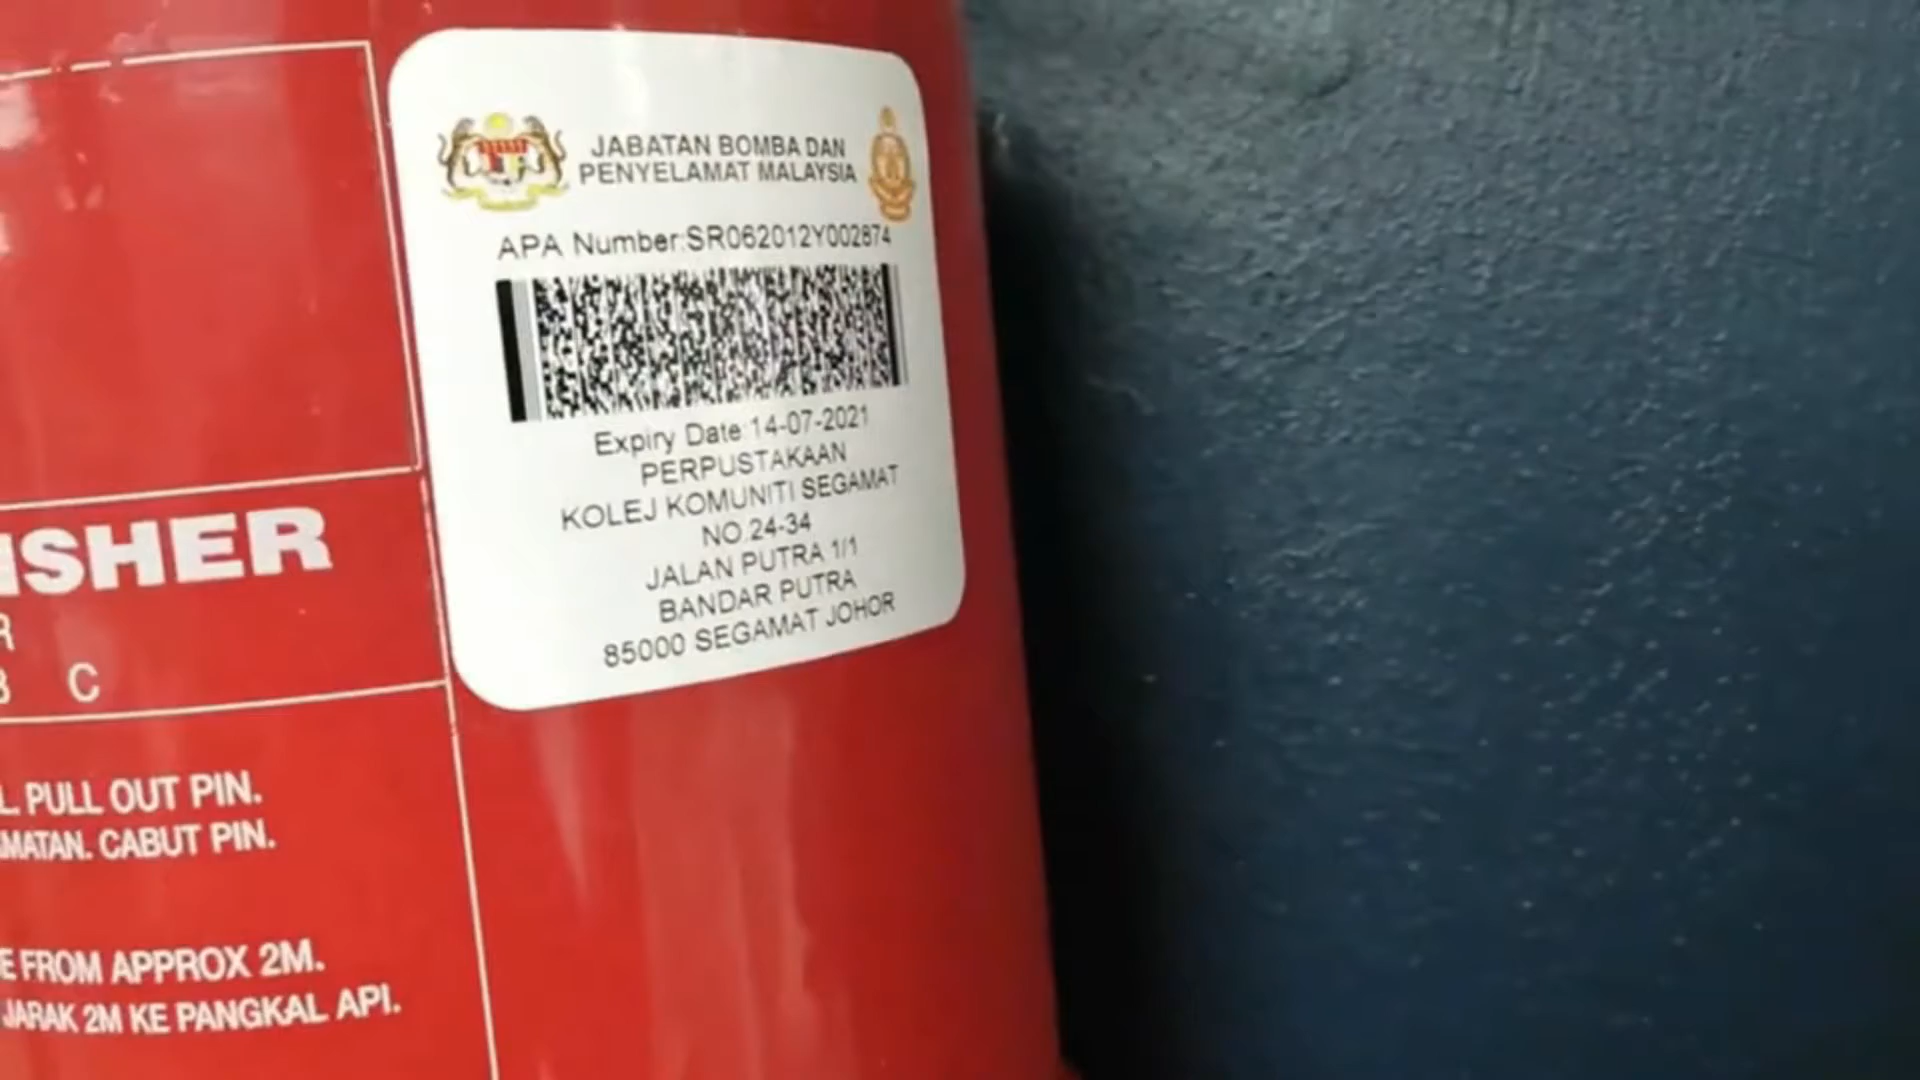 JABATAN BOMBA DAN
PENYELAMAT MALAYSIA
APA Number:SR062012Y002874
Expiry Date:14-07-2021
PERPUSTAKAAN
KOLEJ KOMUNITI SEGAMAT
NO.24-34
JALAN PUTRA 1/1
BANDAR PUTRA
85000 SEGAMAT JOHOR
ISHER
R
B C
L. PULL OUT PIN.
AMATAN. CABUT PIN.
E FROM APPROX 2M.
JARAK 2M KE PANGKAL API.